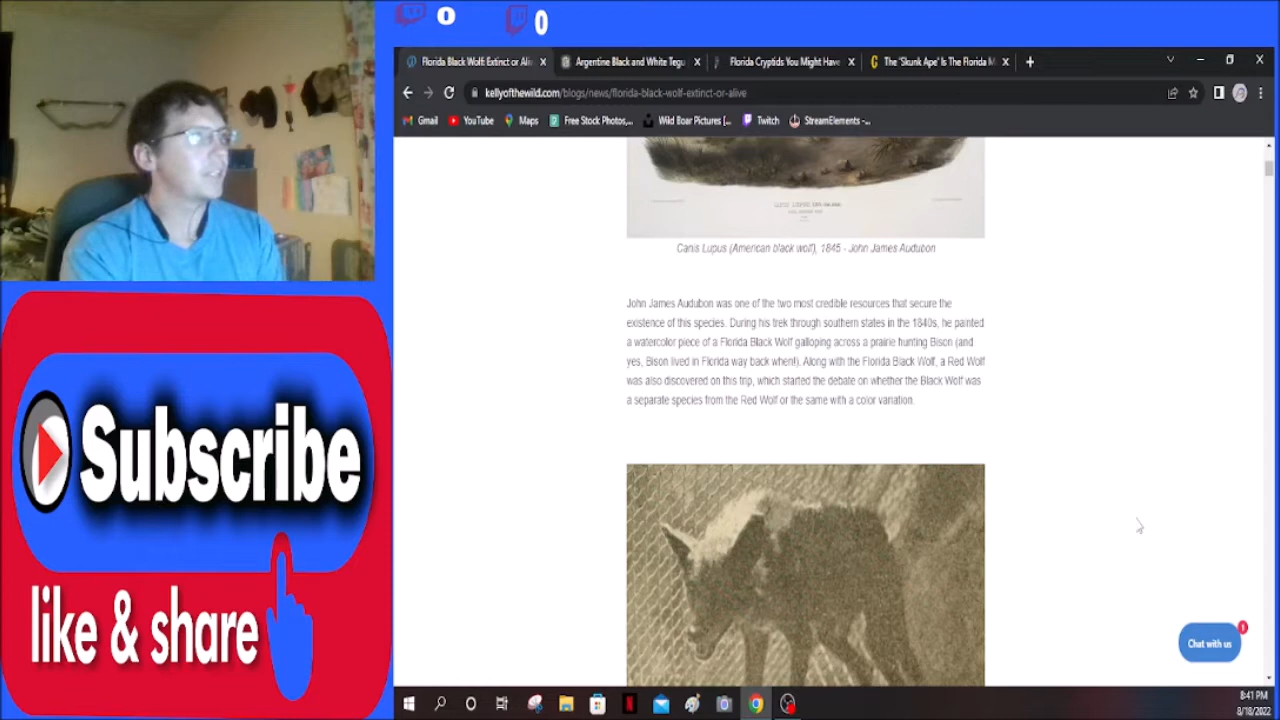 0
0
Florida Black Wolf: Extinct or Aliv
Argentine Black and White Tegu
Florida Cryptids You Might Have
The 'Skunk Ape' Is The Florida M
kellyofthewild.com/blogs/news/florida-black-wolf-extinct-or-alive
Gmail
YouTube
Maps
Free Stock Photos,...
Wild Boar Pictures [...
Twitch
StreamElements -...
Canis Lupus (American black wolf), 1845 - John James Audubon
John James Audubon was one of the two most credible resources that secure the
existence of this species. During his trek through southern states in the 1840s, he painted
a watercolor piece of a Florida Black Wolf galloping across a prairie hunting Bison (and
yes, Bison lived in Florida way back when!). Along with the Florida Black Wolf, a Red Wolf
was also discovered on this trip, which started the debate on whether the Black Wolf was
a separate species from the Red Wolf or the same with a color variation.
Subscribe
like & share
Chat with us
1
8:41 PM
8/18/2022